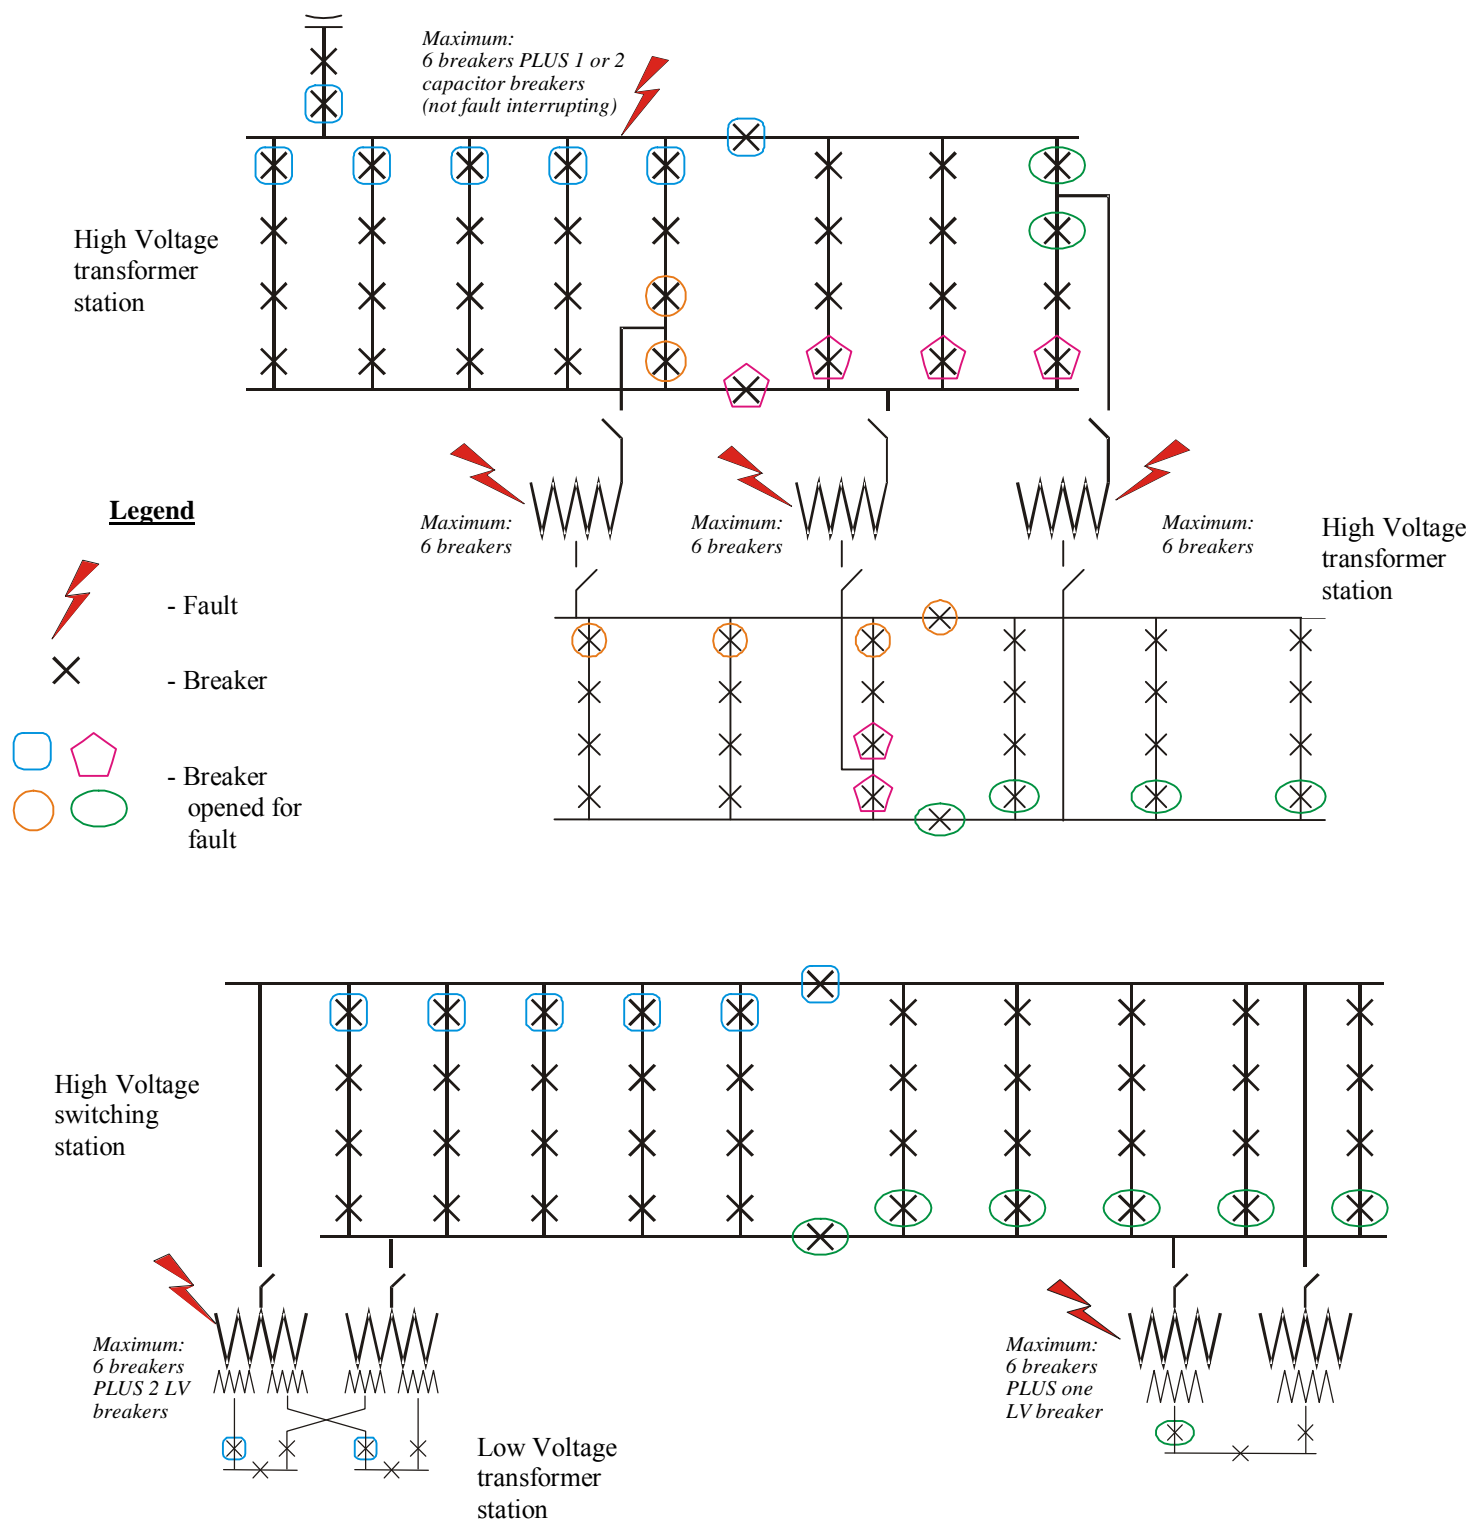 Maximum:
6 breakers PLUS 1 or 2
capacitor breakers
(not fault interrupting)
High Voltage
transformer
station
Maximum:
6 breakers
Maximum:
6 breakers
Maximum:
6 breakers
High Voltage
transformer
station
Legend
- Fault
- Breaker
- Breaker
opened for
fault
High Voltage
switching
station
Maximum:
6 breakers
PLUS 2 LV
breakers
Maximum:
6 breakers
PLUS one
LV breaker
Low Voltage
transformer
station